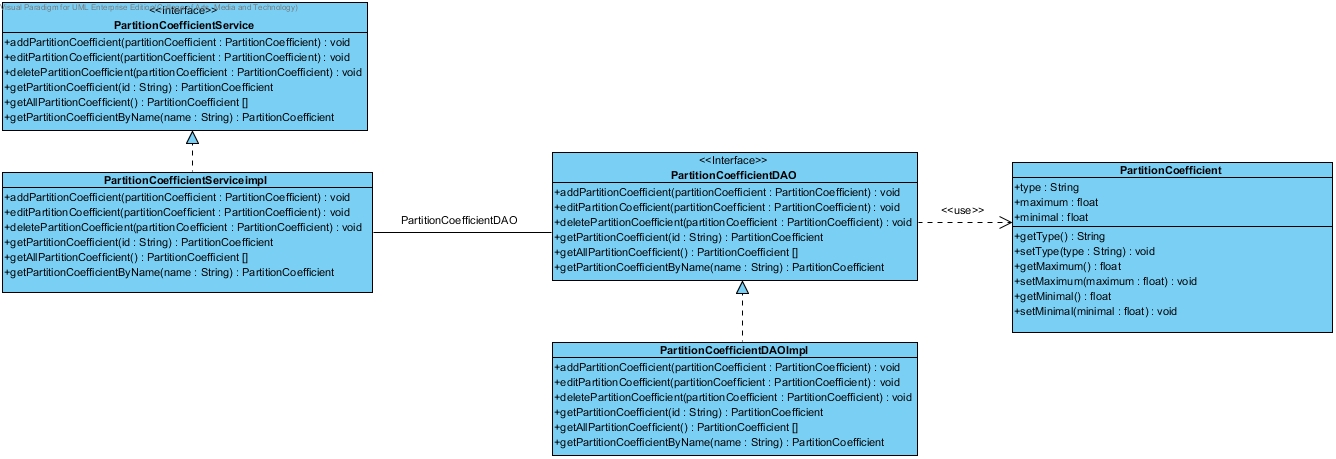 Visual Paradigm for UML Enterprise Edition
, Media and Technology)
<<Interface>>
PartitionCoefficientService
+addPartitionCoefficient(partitionCoefficient : PartitionCoefficient) : void
+editPartitionCoefficient(partitionCoefficient : PartitionCoefficient) : void
+deletePartitionCoefficient(partitionCoefficient : PartitionCoefficient) : void
+getPartitionCoefficient(id : String) : PartitionCoefficient
+getAllPartitionCoefficient() : PartitionCoefficient []
+getPartitionCoefficientByName(name : String) : PartitionCoefficient
PartitionCoefficientServiceimpl
+addPartitionCoefficient(partitionCoefficient : PartitionCoefficient) : void
+editPartitionCoefficient(partitionCoefficient : PartitionCoefficient) : void
+deletePartitionCoefficient(partitionCoefficient : PartitionCoefficient) : void
+getPartitionCoefficient(id : String) : PartitionCoefficient
+getAllPartitionCoefficient() : PartitionCoefficient []
+getPartitionCoefficientByName(name : String) : PartitionCoefficient
PartitionCoefficientDAO
<<Interface>>
PartitionCoefficientDAO
+addPartitionCoefficient(partitionCoefficient : PartitionCoefficient) : void
+editPartitionCoefficient(partitionCoefficient : PartitionCoefficient) : void
+deletePartitionCoefficient(partitionCoefficient : PartitionCoefficient) : void
+getPartitionCoefficient(id : String) : PartitionCoefficient
+getAllPartitionCoefficient() : PartitionCoefficient []
+getPartitionCoefficientByName(name : String) : PartitionCoefficient
<<use>>
PartitionCoefficient
+type : String
+maximum : float
+minimal : float
+getType() : String
+setType(type : String) : void
+getMaximum() : float
+setMaximum(maximum : float) : void
+getMinimal() : float
+setMinimal(minimal : float) : void
PartitionCoefficientDAOImpl
+addPartitionCoefficient(partitionCoefficient : PartitionCoefficient) : void
+editPartitionCoefficient(partitionCoefficient : PartitionCoefficient) : void
+deletePartitionCoefficient(partitionCoefficient : PartitionCoefficient) : void
+getPartitionCoefficient(id : String) : PartitionCoefficient
+getAllPartitionCoefficient() : PartitionCoefficient []
+getPartitionCoefficientByName(name : String) : PartitionCoefficient